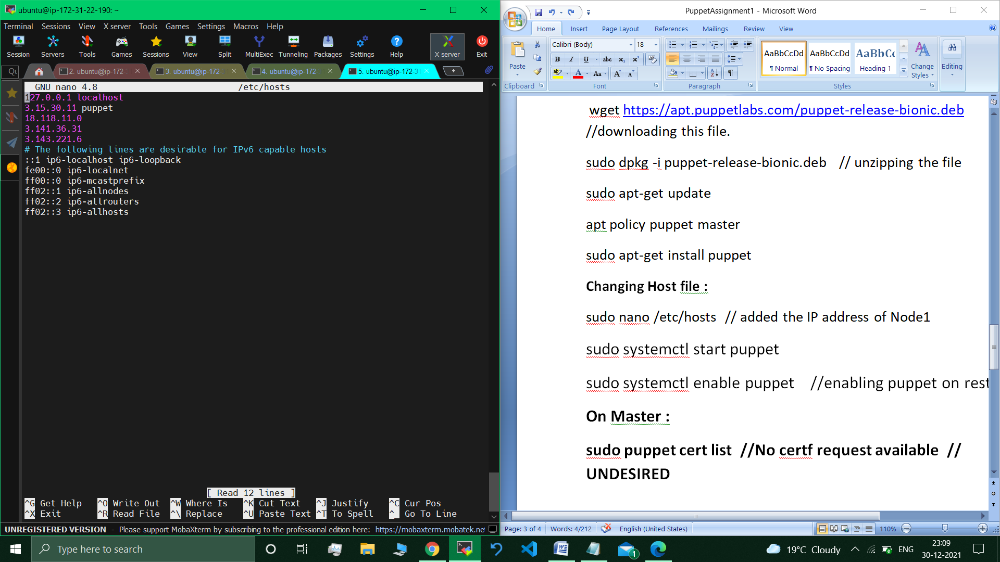 ubuntu@ip-172-31-22-190: ~
Terminal Sessions View X server Tools Games Settings Macros Help
Session Servers Tools Games Sessions View Split MultiExec Tunneling Packages Settings Help X server Exit
2. ubuntu@ip-172- 3. ubuntu@ip-172- 4. ubuntu@ip-172- 5. ubuntu@ip-172-31
GNU nano 4.8 /etc/hosts
127.0.0.1 localhost
3.15.30.11 puppet
18.118.11.0
3.141.36.31
3.143.221.6
# The following lines are desirable for IPv6 capable hosts
::1 ip6-localhost ip6-loopback
fe00::0 ip6-localnet
ff00::0 ip6-mcastprefix
ff02::1 ip6-allnodes
ff02::2 ip6-allrouters
ff02::3 ip6-allhosts
[ Read 12 lines ]
^G Get Help ^O Write Out ^W Where Is ^K Cut Text ^J Justify ^C Cur Pos
^X Exit ^R Read File ^\ Replace ^U Paste Text ^T To Spell ^_ Go To Line
UNREGISTERED VERSION - Please support MobaXterm by subscribing to the professional edition here: https://mobaxterm.mobatek.ne
PuppetAssignment1 - Microsoft Word
Home Insert Page Layout References Mailings Review View
Paste
Clipboard
Calibri (Body) 18
Font
Paragraph
AaBbCcDd AaBbCcDd AaBbCc
¶ Normal ¶ No Spacing Heading 1
Change Styles
Styles
Editing
wget https://apt.puppetlabs.com/puppet-release-bionic.deb
//downloading this file.
sudo dpkg -i puppet-release-bionic.deb // unzipping the file
sudo apt-get update
apt policy puppet master
sudo apt-get install puppet
Changing Host file :
sudo nano /etc/hosts // added the IP address of Node1
sudo systemctl start puppet
sudo systemctl enable puppet //enabling puppet on rest
On Master :
sudo puppet cert list //No certf request available //
UNDESIRED
Page: 3 of 4 Words: 4/212 English (United States) 110%
Type here to search
1
19°C Cloudy ENG
23:09
30-12-2021